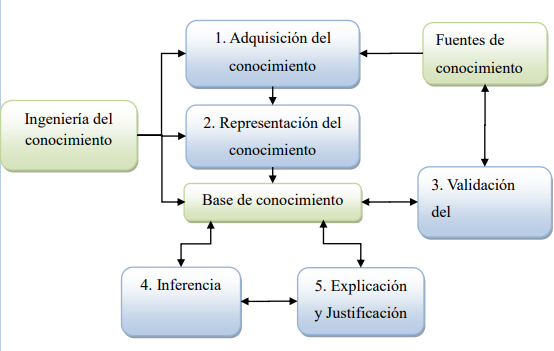 1. Adquisición del
conocimiento
Fuentes de
conocimiento
Ingeniería del
conocimiento
2. Representación del
conocimiento
Base de conocimiento
3. Validación
del
4. Inferencia
5. Explicación
y Justificación